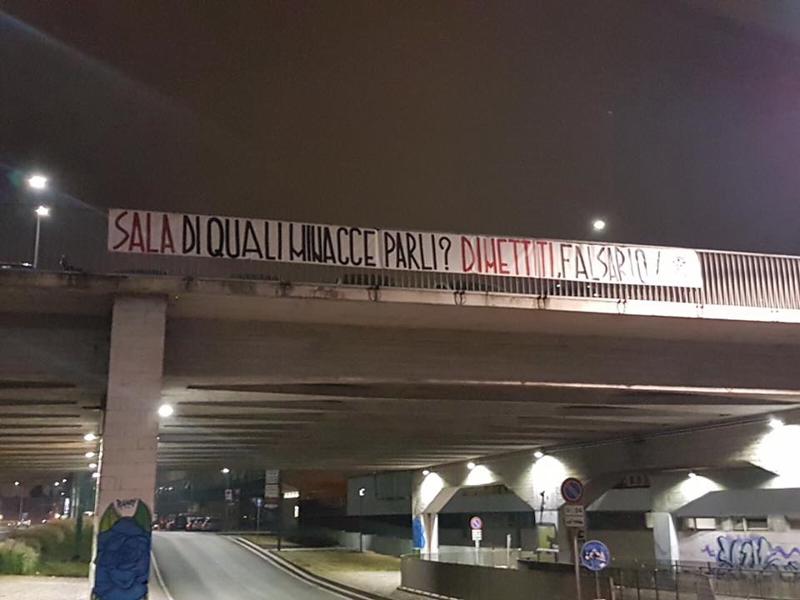 SALA DI QUALI MINACCE PARLI? DIMETTITI, FALSARIO!